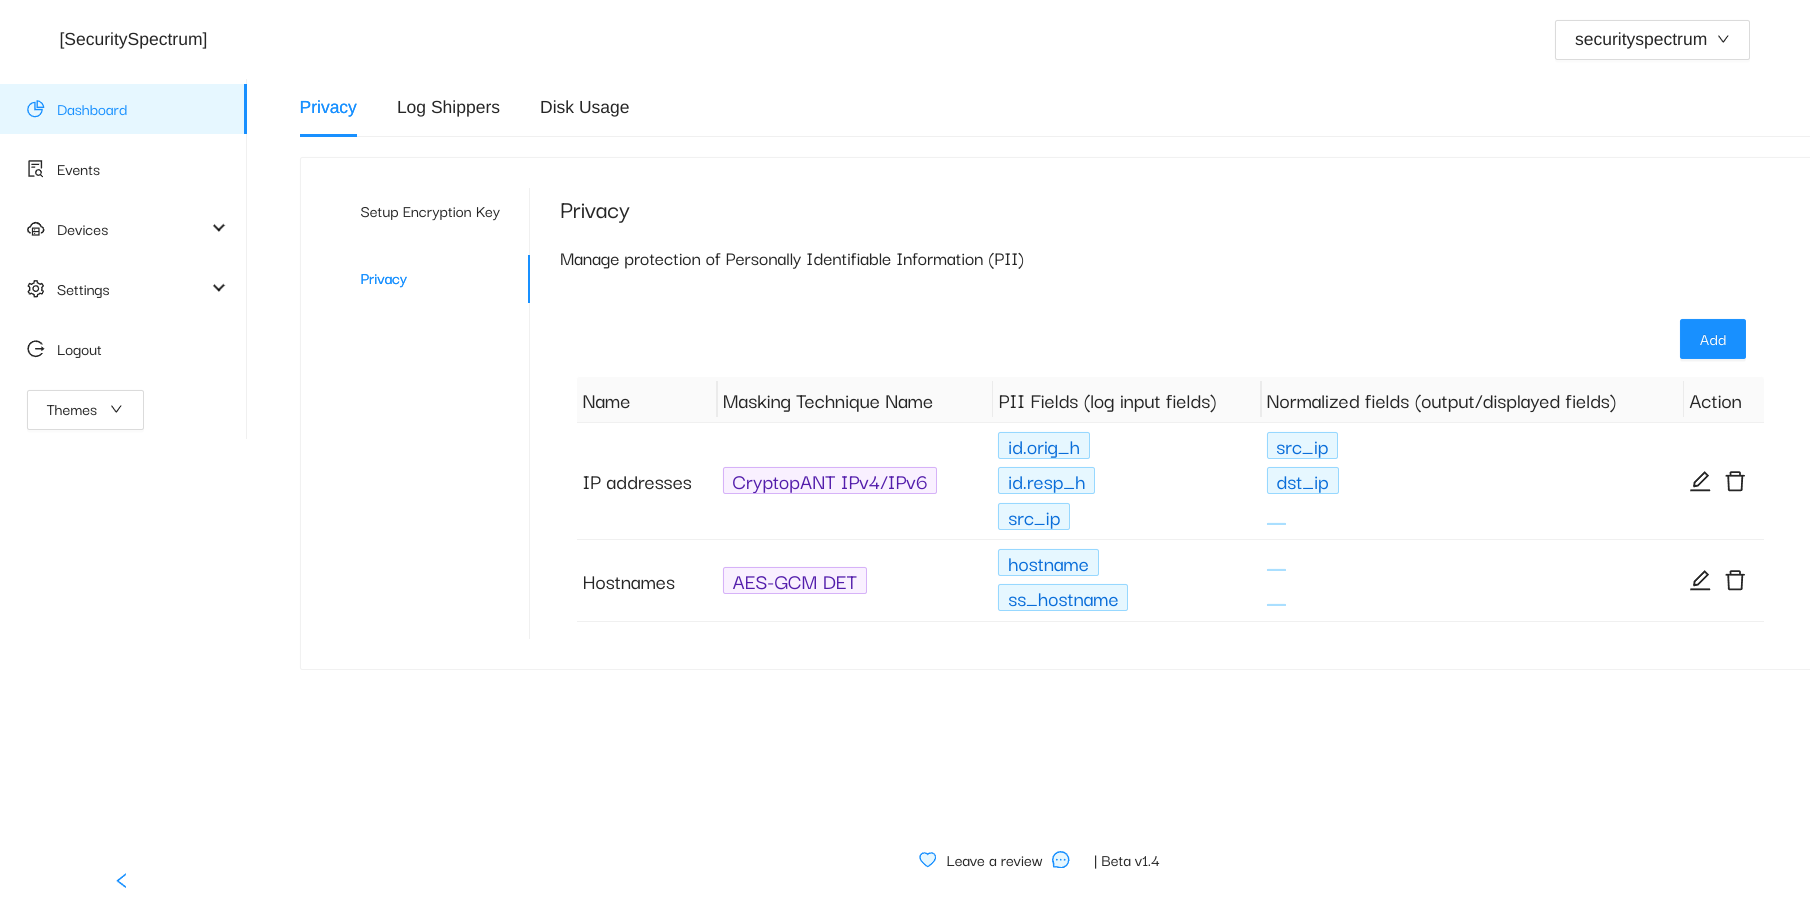 [SecuritySpectrum]
securityspectrum
Dashboard
Events
Devices
Settings
Logout
Themes
Privacy Log Shippers Disk Usage
Setup Encryption Key
Privacy
Privacy
Manage protection of Personally Identifiable Information (PII)
Add
Name Masking Technique Name PII Fields (log input fields) Normalized fields (output/displayed fields) Action
id.orig_h src_ip
IP addresses CryptopANT IPv4/IPv6 id.resp_h dst_ip
src_ip
hostname
Hostnames AES-GCM DET
ss_hostname
Leave a review | Beta v1.4